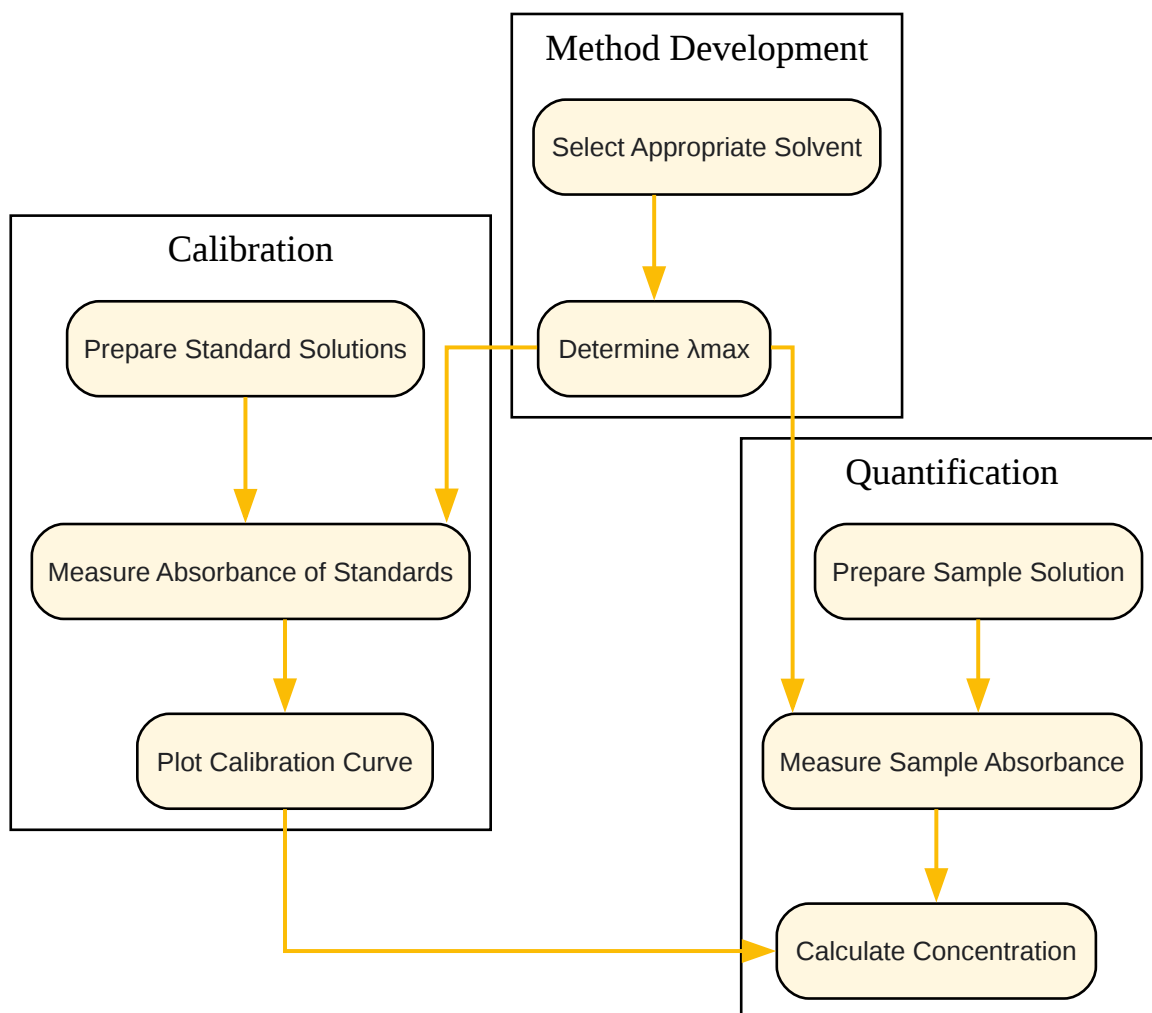 Method Development
Select Appropriate Solvent
Determine λmax
Calibration
Prepare Standard Solutions
Measure Absorbance of Standards
Plot Calibration Curve
Quantification
Prepare Sample Solution
Measure Sample Absorbance
Calculate Concentration